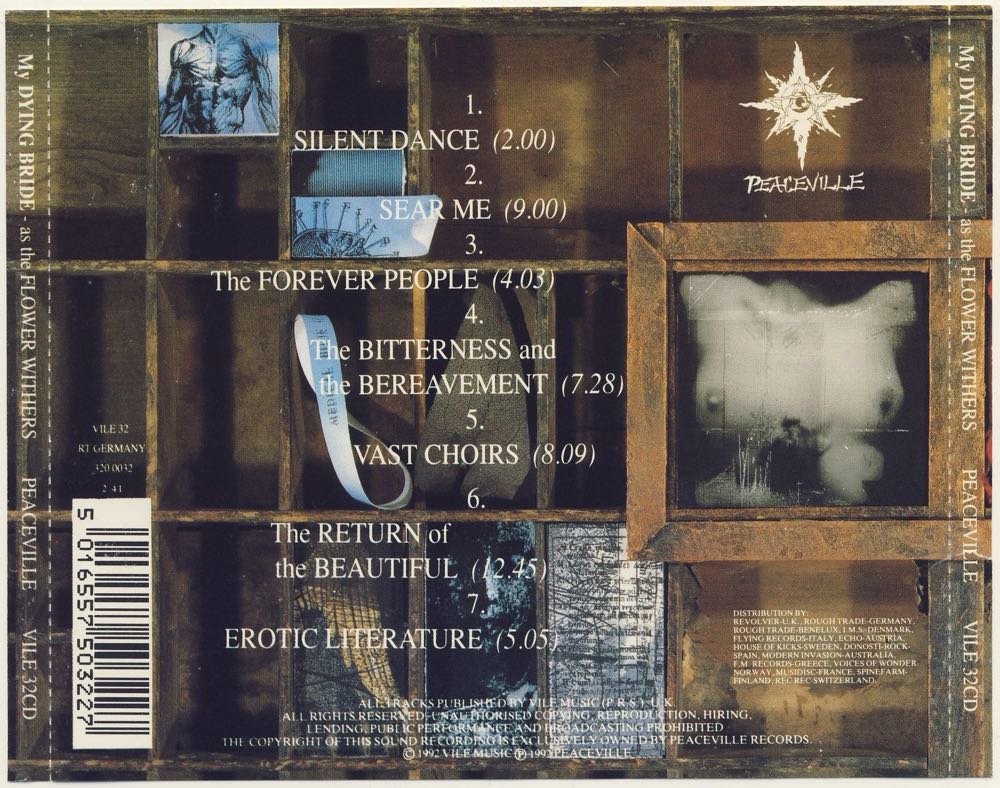 My DYING BRIDE - as the FLOWER WITHERS PEACEVILLE VILE 32CD
1.
SILENT DANCE (2.00)
2.
SEAR ME (9.00)
3.
The FOREVER PEOPLE (4.03)
4.
The BITTERNESS and
the BEREAVEMENT (7.28)
5.
VAST CHOIRS (8.09)
6.
The RETURN of
the BEAUTIFUL (12.45)
7.
EROTIC LITERATURE (5.05)
PEACEVILLE
VILE 32
RT GERMANY
320 0032
2 41
5 016557 503227
DISTRIBUTION BY:
REVOLVER-U.K., ROUGH TRADE-GERMANY,
ROUGH TRADE-BENELUX, I.M.S.-DENMARK,
FLYING RECORDS-ITALY, ECHO-AUSTRIA,
HOUSE OF KICKS-SWEDEN, DONOSTI-ROCK-
SPAIN, MODERN INVASION-AUSTRALIA,
F.M. RECORDS-GREECE, VOICES OF WONDER
NORWAY, MUSIDISC-FRANCE, SPINEFARM-
FINLAND, REC REC-SWITZERLAND.
ALL TRACKS PUBLISHED BY VILE MUSIC (P.R.S.), U.K.
ALL RIGHTS RESERVED. UNAUTHORISED COPYING, REPRODUCTION, HIRING,
LENDING, PUBLIC PERFORMANCE AND BROADCASTING PROHIBITED
THE COPYRIGHT OF THIS SOUND RECORDING IS EXCLUSIVELY OWNED BY PEACEVILLE RECORDS.
© 1992 VILE MUSIC ℗ 1992 PEACEVILLE
My DYING BRIDE - as the FLOWER WITHERS PEACEVILLE VILE 32CD